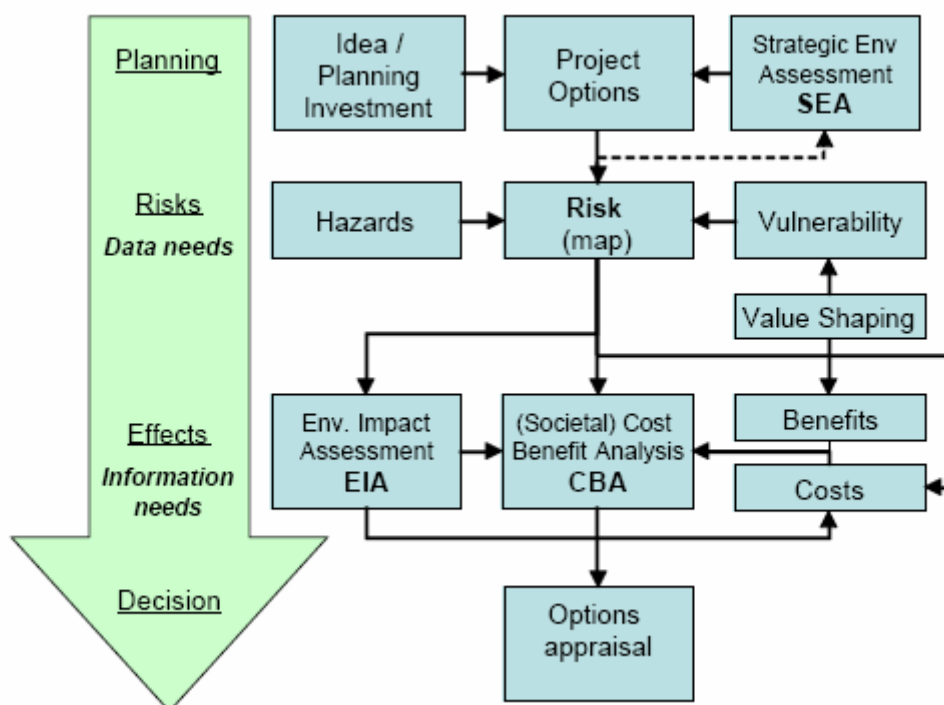 Planning
Idea /
Planning
Investment
Project
Options
Strategic Env
Assessment
SEA
Risks
Data needs
Hazards
Risk
(map)
Vulnerability
Value Shaping
Effects
Information
needs
Env. Impact
Assessment
EIA
(Societal) Cost
Benefit Analysis
CBA
Benefits
Costs
Decision
Options
appraisal